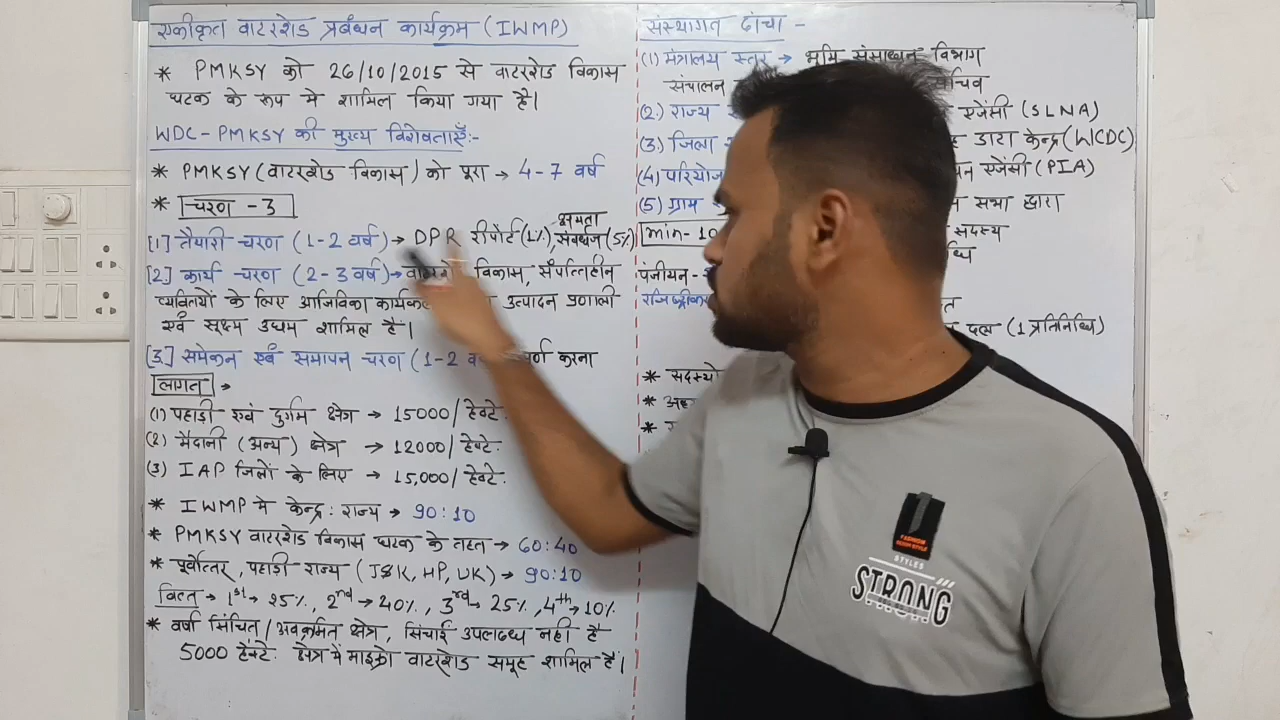 एकीकृत वाटरशेड प्रबंधन कार्यक्रम (IWMP)
* PMKSY को 26/10/2015 से वाटरशेड विकास
घटक के रूप मे शामिल किया गया है।
WDC-PMKSY की मुख्य विशेषताएँ:-
* PMKSY (वाटरशेड विकास) को पूरा → 4-7 वर्ष
* चरण -3
[1] तैयारी चरण (1-2 वर्ष) → DPR रीपोर्ट (1%), क्षमता संवर्धन (5%)
[2] कार्य चरण (2-3 वर्ष) → विकास, संपत्तिहीन
व्यक्तियों के लिए आजिविका उत्पादन प्रणाली
एवं सूक्ष्म उद्यम शामिल है।
[3] समेकन एवं समापन चरण (1-2 करना
लागत →
(1) पहाड़ी एवं दुर्गम क्षेत्र → 15000/हेक्टे.
(2) मैदानी (अन्य) क्षेत्र → 12000/हेक्टे.
(3) IAP जिलों के लिए → 15,000/हेक्टे.
* IWMP मे केन्द्र: राज्य → 90:10
* PMKSY वाटरशेड विकास घटक के तहत → 60:40
* पूर्वोत्तर, पहाड़ी राज्य (J&K, HP, UK) → 90:10
वित्त → 1st → 25%, 2nd → 40%, 3rd → 25%, 4th → 10%
* वर्षा सिंचित/अवक्रमित क्षेत्र, सिंचाई उपलब्ध नही है
5000 हेक्टे. क्षेत्र में माइक्रो वाटरशेड समूह शामिल हैं।
संस्थागत ढांचा -
(1) मंत्रालय स्तर → भूमि संसाधन विभाग
संचालन
(2) राज्य एजेंसी (SLNA)
(3) जिला डाटा केन्द्र (WCDC)
(4) एजेंसी (PIA)
(5) ग्राम सभा द्वारा
min- 10 सदस्य
पंजीयन-
दल (1 प्रतिनिधि)
* सदस्यो
FASHION
STYLES
STRONG